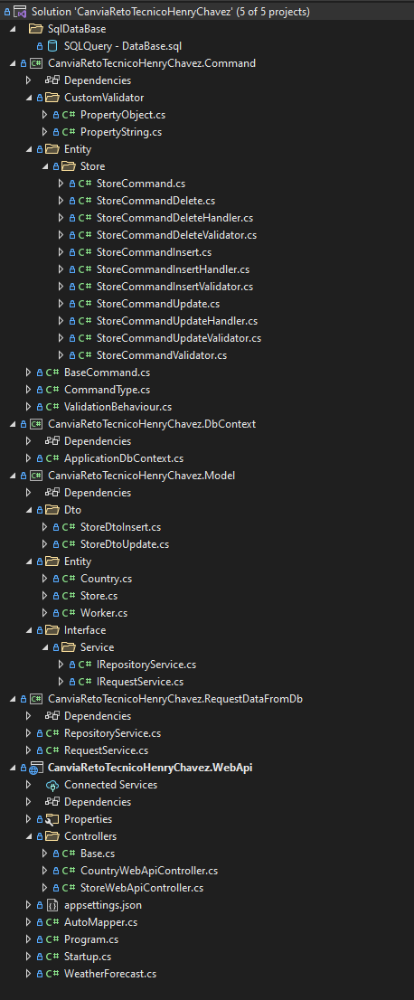 Solution 'CanviaRetoTecnicoHenryChavez' (5 of 5 projects)
SqlDataBase
SQLQuery - DataBase.sql
CanviaRetoTecnicoHenryChavez.Command
Dependencies
CustomValidator
C# PropertyObject.cs
C# PropertyString.cs
Entity
Store
C# StoreCommand.cs
C# StoreCommandDelete.cs
C# StoreCommandDeleteHandler.cs
C# StoreCommandDeleteValidator.cs
C# StoreCommandInsert.cs
C# StoreCommandInsertHandler.cs
C# StoreCommandInsertValidator.cs
C# StoreCommandUpdate.cs
C# StoreCommandUpdateHandler.cs
C# StoreCommandUpdateValidator.cs
C# StoreCommandValidator.cs
C# BaseCommand.cs
C# CommandType.cs
C# ValidationBehaviour.cs
C# CanviaRetoTecnicoHenryChavez.DbContext
Dependencies
C# ApplicationDbContext.cs
C# CanviaRetoTecnicoHenryChavez.Model
Dependencies
Dto
C# StoreDtoInsert.cs
C# StoreDtoUpdate.cs
Entity
C# Country.cs
C# Store.cs
C# Worker.cs
Interface
Service
C# IRepositoryService.cs
C# IRequestService.cs
C# CanviaRetoTecnicoHenryChavez.RequestDataFromDb
Dependencies
C# RepositoryService.cs
C# RequestService.cs
CanviaRetoTecnicoHenryChavez.WebApi
Connected Services
Dependencies
Properties
Controllers
C# Base.cs
C# CountryWebApiController.cs
C# StoreWebApiController.cs
appsettings.json
C# AutoMapper.cs
C# Program.cs
C# Startup.cs
C# WeatherForecast.cs